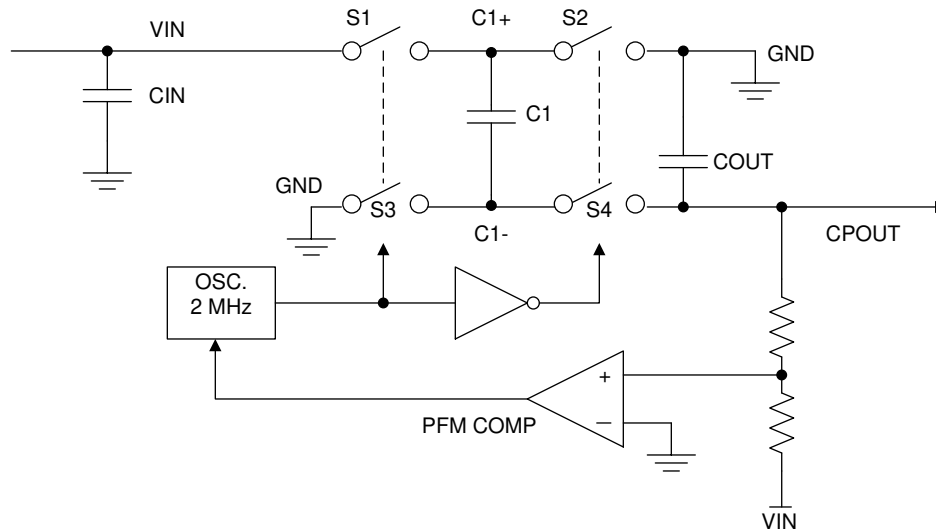 VIN
S1
C1+
S2
GND
CIN
C1
COUT
GND
S3
S4
C1-
CPOUT
OSC.
2 MHz
+
−
PFM COMP
VIN